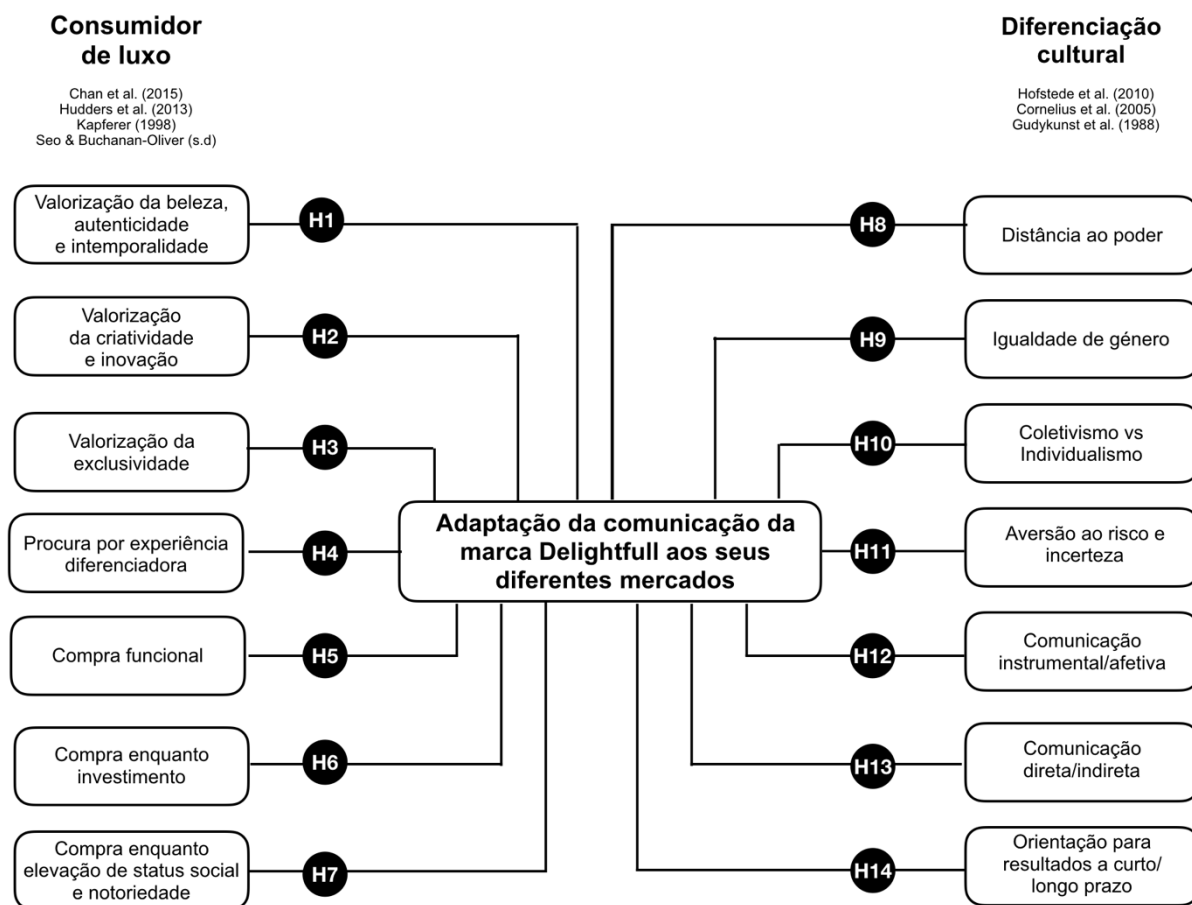 Consumidor
de luxo
Chan et al. (2015)
Hudders et al. (2013)
Kapferer (1998)
Seo & Buchanan-Oliver (s.d)
Valorização da beleza,
autenticidade
e intemporalidade
H1
Valorização
da criatividade
e inovação
H2
Valorização da
exclusividade
H3
Procura por experiência
diferenciadora
H4
Compra funcional
H5
Compra enquanto
investimento
H6
Compra enquanto
elevação de status social
e notoriedade
H7
Adaptação da comunicação da
marca Delightfull aos seus
diferentes mercados
Diferenciação
cultural
Hofstede et al. (2010)
Cornelius et al. (2005)
Gudykunst et al. (1988)
H8
Distância ao poder
H9
Igualdade de género
H10
Coletivismo vs
Individualismo
H11
Aversão ao risco e
incerteza
H12
Comunicação
instrumental/afetiva
H13
Comunicação
direta/indireta
H14
Orientação para
resultados a curto/
longo prazo